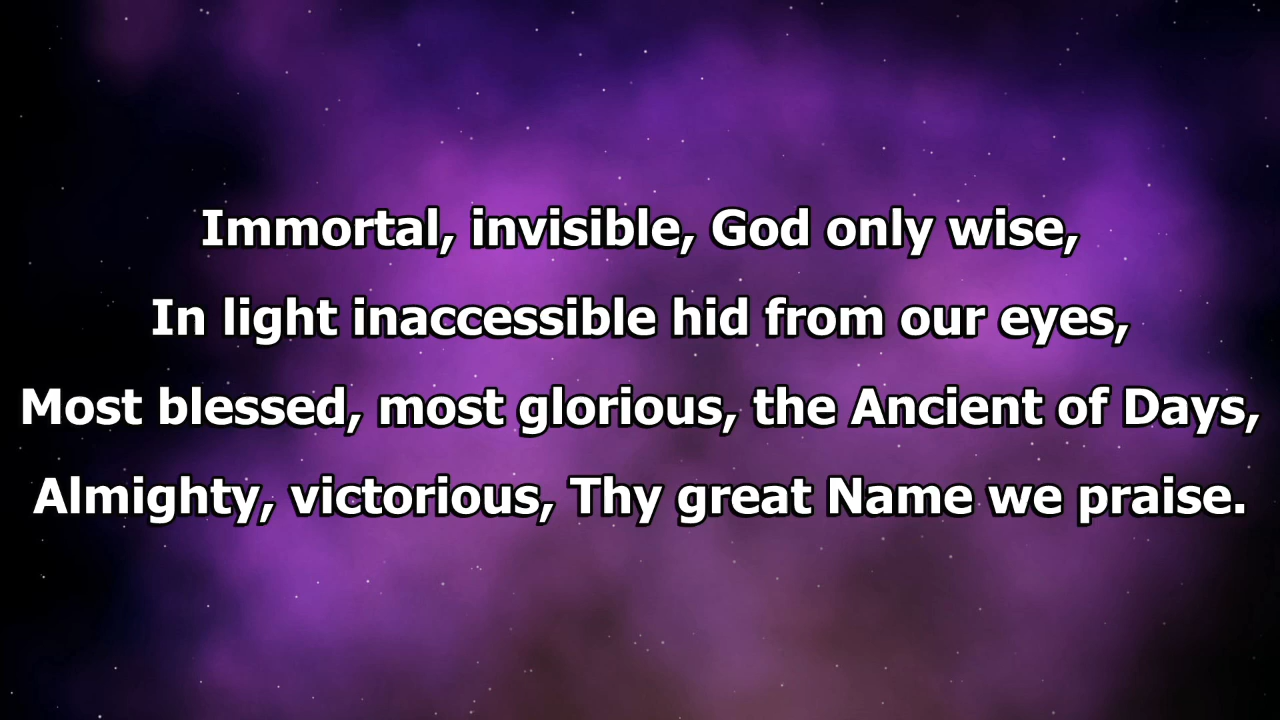 Immortal, invisible, God only wise,
In light inaccessible hid from our eyes,
Most blessed, most glorious, the Ancient of Days,
Almighty, victorious, Thy great Name we praise.